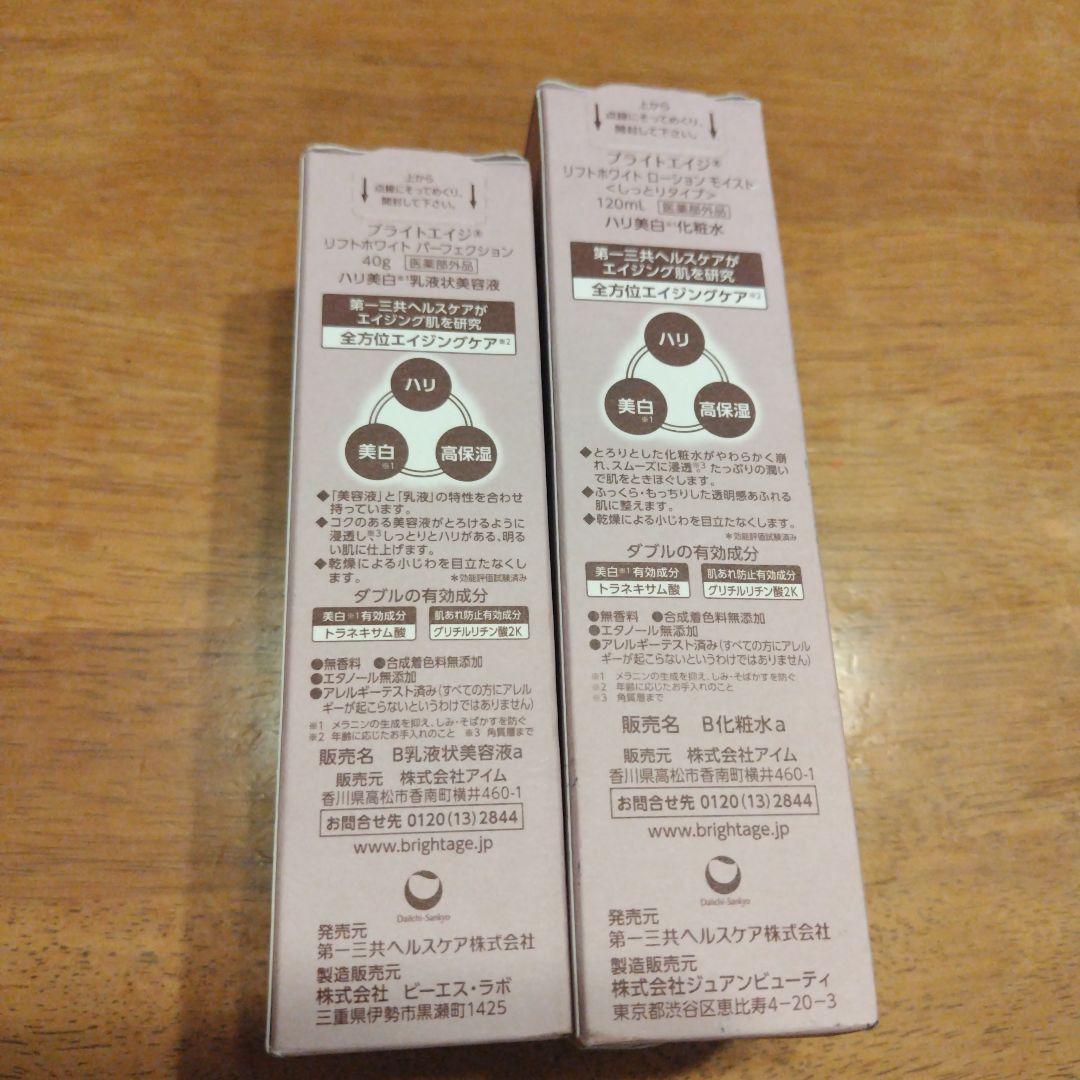 上から
点線にそってめくり、
開封して下さい。
ブライトエイジ®
リフトホワイト パーフェクション
40g 医薬部外品
ハリ美白※1乳液状美容液
第一三共ヘルスケアが
エイジング肌を研究
全方位エイジングケア※2
ハリ
美白
※1
高保湿
◆「美容液」と「乳液」の特性を合わせ
持っています。
◆コクのある美容液がとろけるように
浸透し※3しっとりとハリがある、明る
い肌に仕上げます。
◆乾燥による小じわを目立たなくし
ます。 *効能評価試験済み
ダブルの有効成分
美白※1有効成分
トラネキサム酸
肌あれ防止有効成分
グリチルリチン酸2K
●無香料 ●合成着色料無添加
●エタノール無添加
●アレルギーテスト済み(すべての方にアレル
ギーが起こらないというわけではありません)
※1 メラニンの生成を抑え、しみ・そばかすを防ぐ
※2 年齢に応じたお手入れのこと ※3 角質層まで
販売名 B乳液状美容液a
販売元 株式会社アイム
香川県高松市香南町横井460-1
お問合せ先 0120(13)2844
www.brightage.jp
Daiichi-Sankyo
発売元
第一三共ヘルスケア株式会社
製造販売元
株式会社 ビーエス・ラボ
三重県伊勢市黒瀬町1425
上から
点線にそってめくり、
開封して下さい。
ブライトエイジ®
リフトホワイト ローション モイスト
<しっとりタイプ>
120mL 医薬部外品
ハリ美白※1化粧水
第一三共ヘルスケアが
エイジング肌を研究
全方位エイジングケア※2
ハリ
美白
※1
高保湿
◆とろりとした化粧水がやわらかく崩
れ、スムーズに浸透※3。たっぷりの潤い
で肌をときほぐします。
◆ふっくら・もっちりした透明感あふれる
肌に整えます。
◆乾燥による小じわを目立たなくします。
*効能評価試験済み
ダブルの有効成分
美白※1有効成分
トラネキサム酸
肌あれ防止有効成分
グリチルリチン酸2K
●無香料 ●合成着色料無添加
●エタノール無添加
●アレルギーテスト済み(すべての方にアレル
ギーが起こらないというわけではありません)
※1 メラニンの生成を抑え、しみ・そばかすを防ぐ
※2 年齢に応じたお手入れのこと
※3 角質層まで
販売名 B化粧水a
販売元 株式会社アイム
香川県高松市香南町横井460-1
お問合せ先 0120(13)2844
www.brightage.jp
Daiichi-Sankyo
発売元
第一三共ヘルスケア株式会社
製造販売元
株式会社ジュアンビューティ
東京都渋谷区恵比寿4-20-3